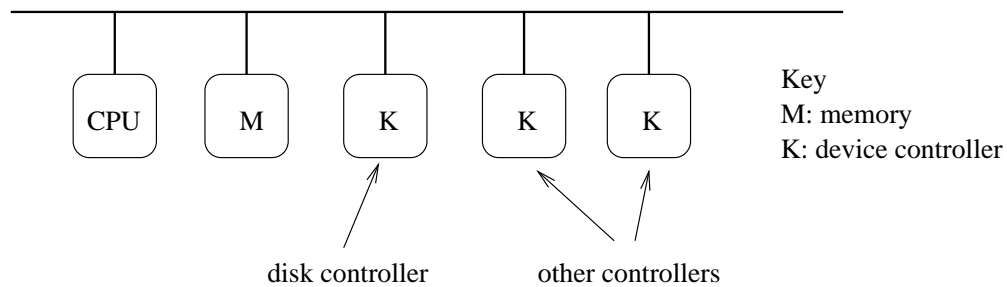 CPU
M
K
K
K
Key
M: memory
K: device controller
disk controller
other controllers